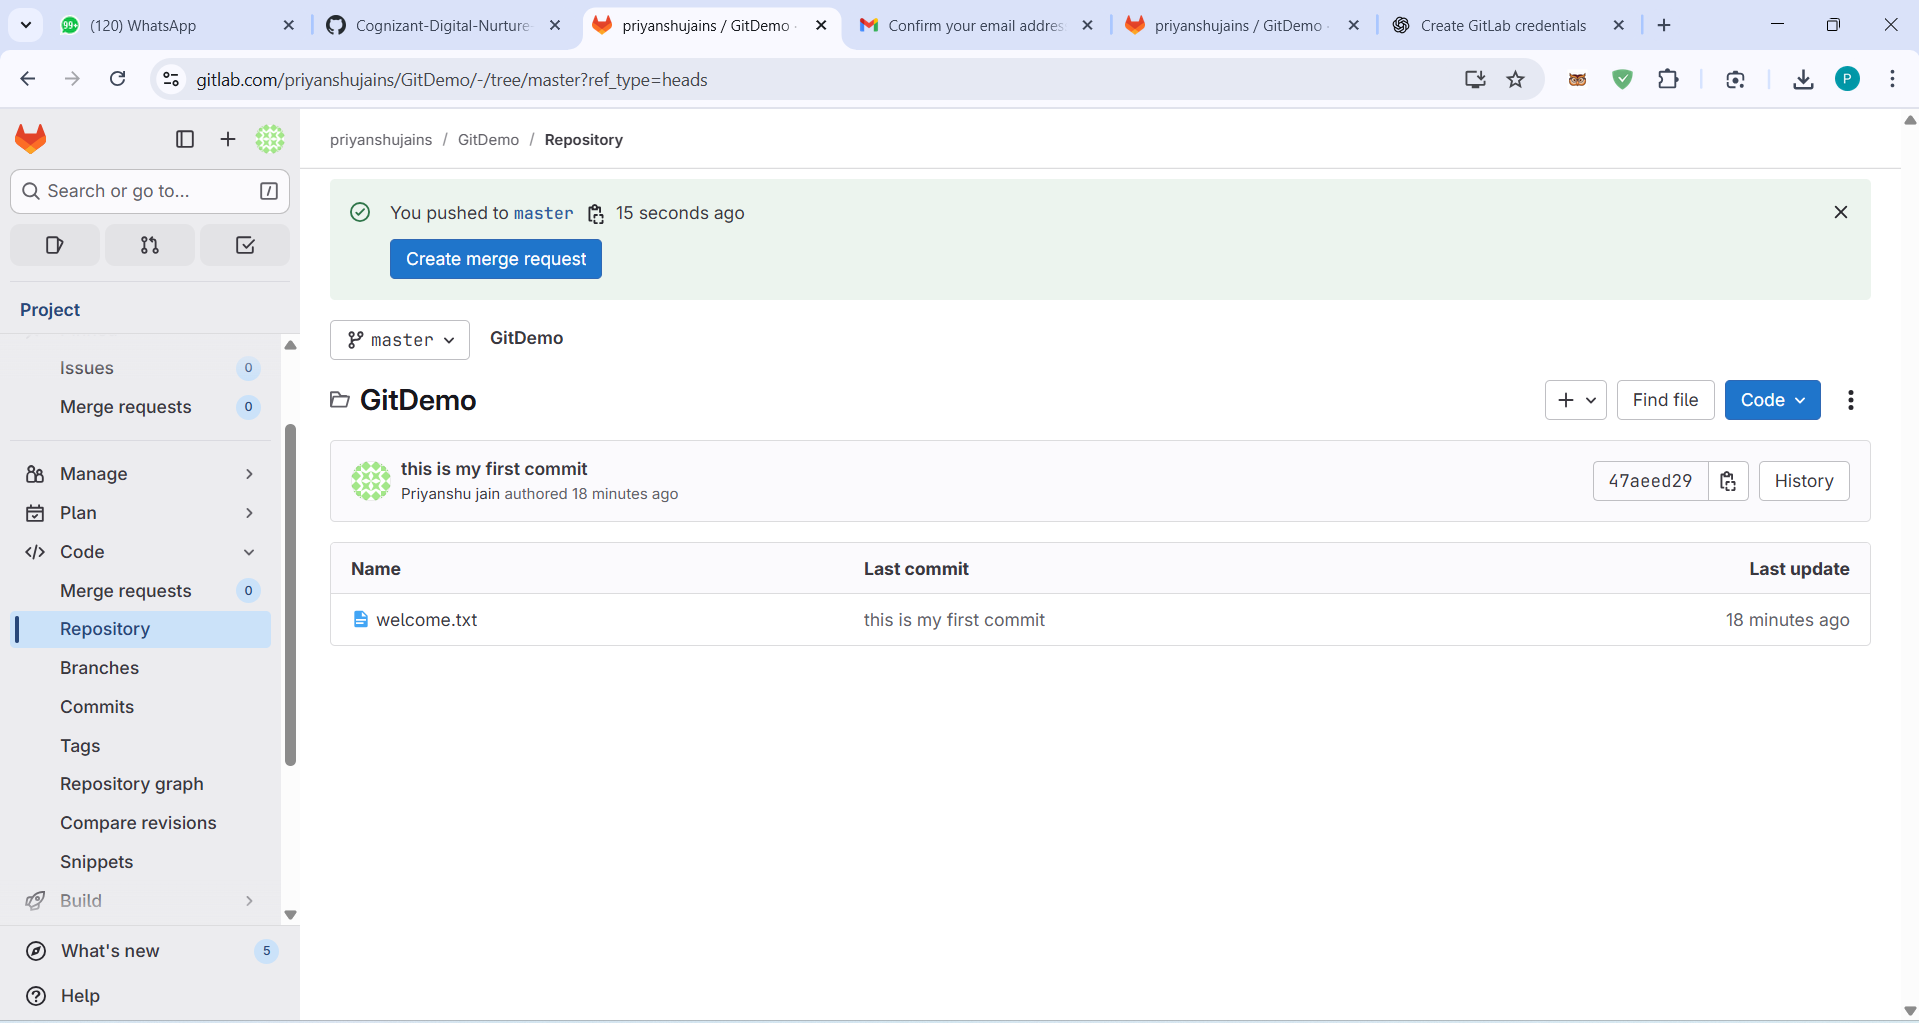 (120) WhatsApp
Cognizant-Digital-Nurture-
priyanshujains / GitDemo ·
Confirm your email addres
priyanshujains / GitDemo ·
Create GitLab credentials
gitlab.com/priyanshujains/GitDemo/-/tree/master?ref_type=heads
P
priyanshujains / GitDemo / Repository
Search or go to...
/
You pushed to master 15 seconds ago
Create merge request
Project
Issues 0
Merge requests 0
Manage
Plan
Code
Merge requests 0
Repository
Branches
Commits
Tags
Repository graph
Compare revisions
Snippets
Build
What's new 5
Help
master
GitDemo
GitDemo
Find file
Code
this is my first commit
Priyanshu jain authored 18 minutes ago
47aeed29
History
Name Last commit Last update
welcome.txt this is my first commit 18 minutes ago
99+